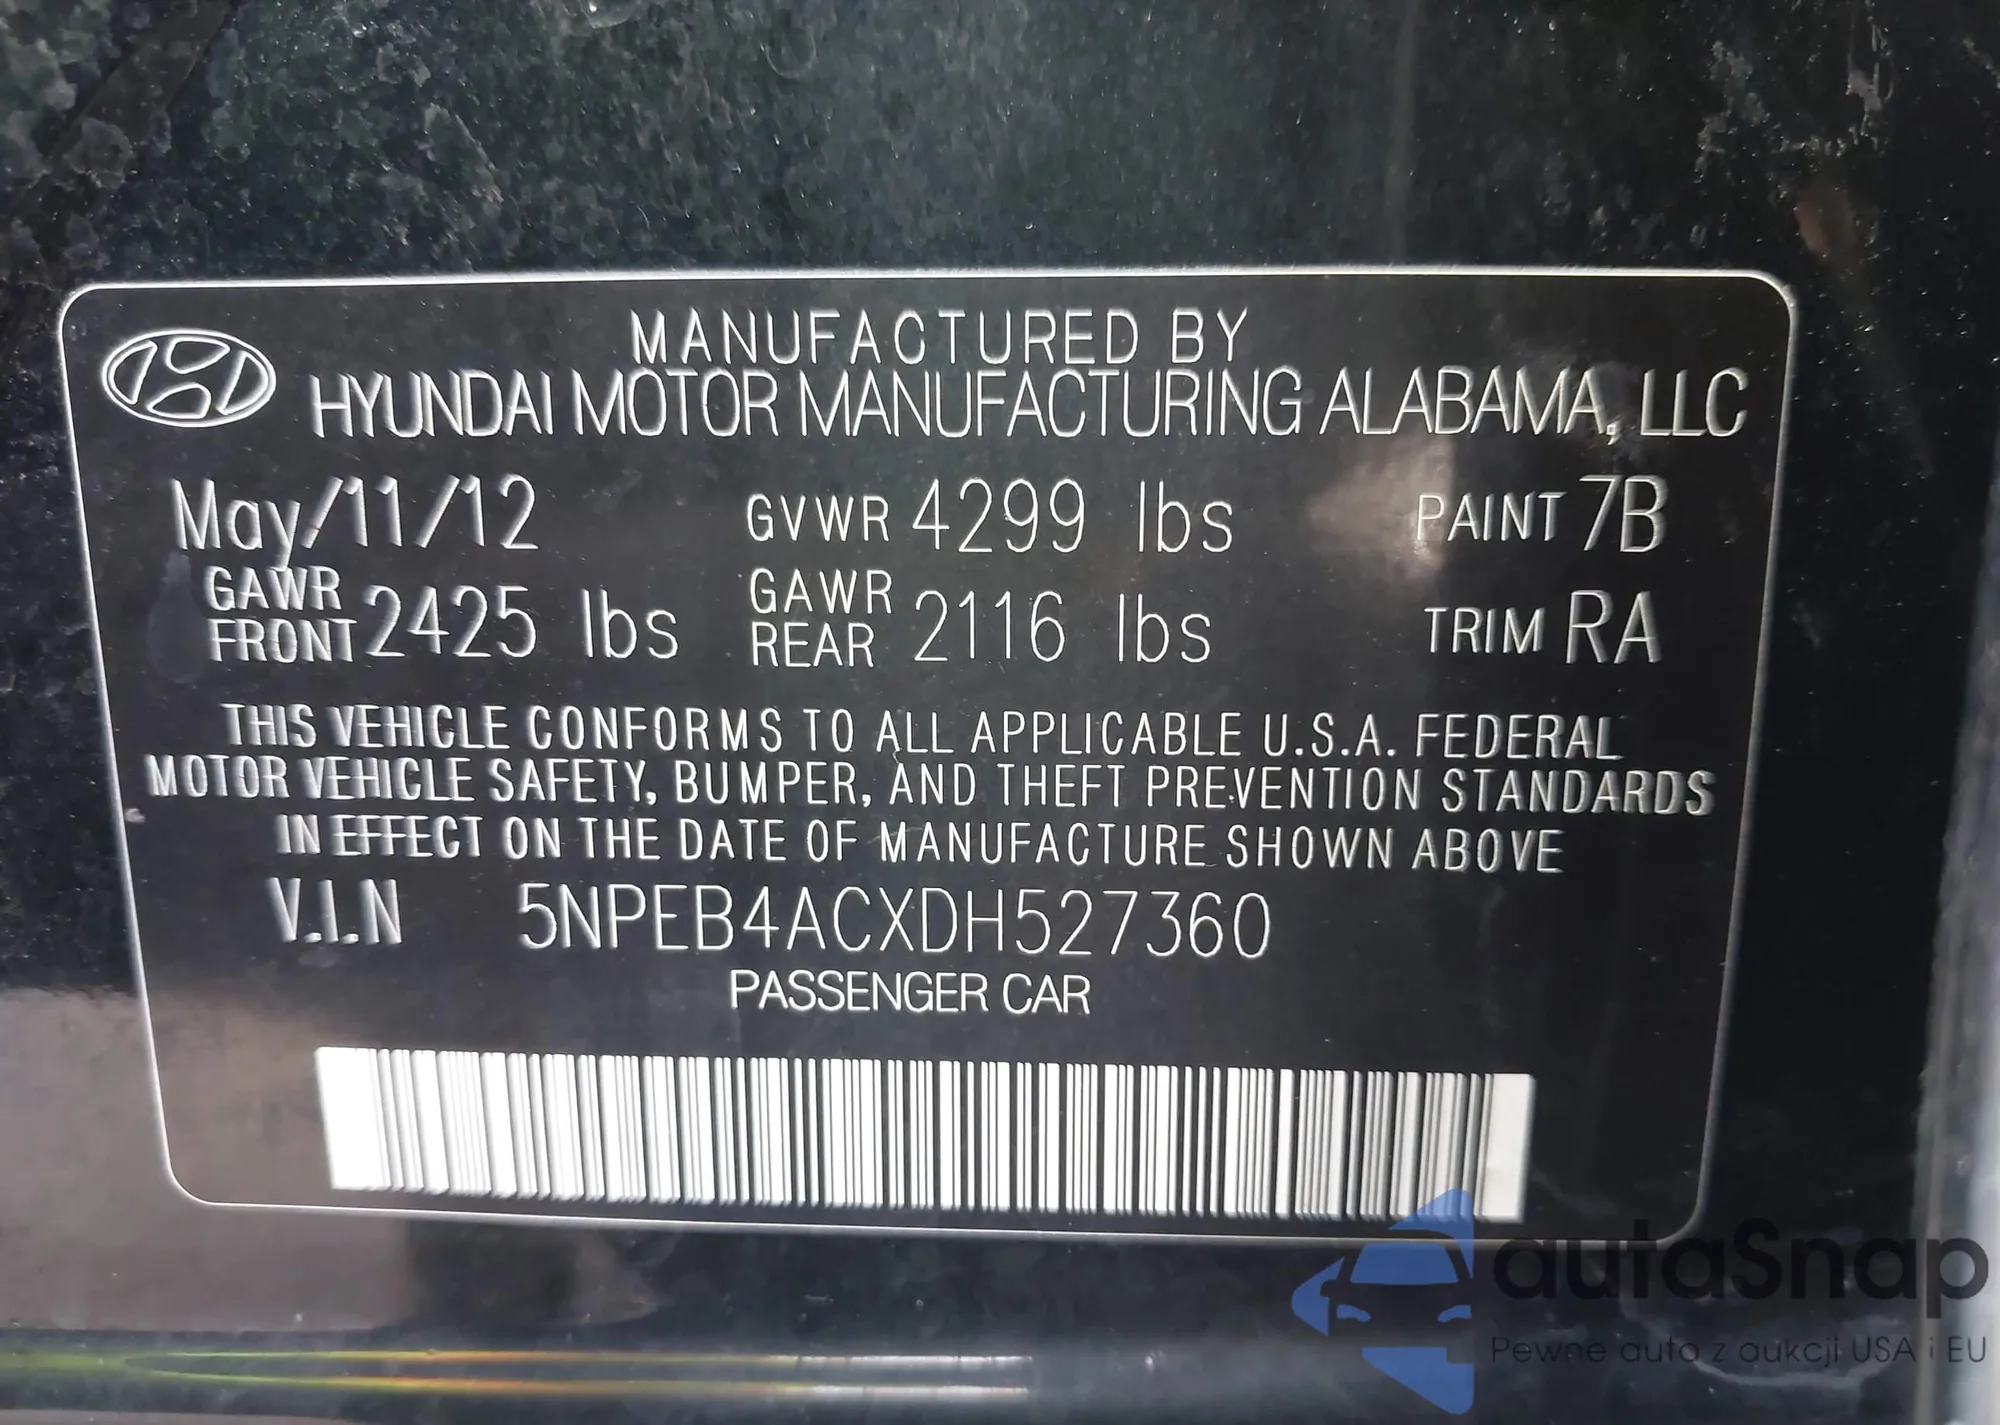 MANUFACTURED BY
HYUNDAI MOTOR MANUFACTURING ALABAMA, LLC
May/11/12 GVWR 4299 lbs PAINT 7B
GAWR FRONT 2425 lbs GAWR REAR 2116 lbs TRIM RA
THIS VEHICLE CONFORMS TO ALL APPLICABLE U.S.A. FEDERAL
MOTOR VEHICLE SAFETY, BUMPER, AND THEFT PREVENTION STANDARDS
IN EFFECT ON THE DATE OF MANUFACTURE SHOWN ABOVE
V.I.N 5NPEB4ACXDH527360
PASSENGER CAR
autaSnap
Pewne auta z aukcji USA i EU